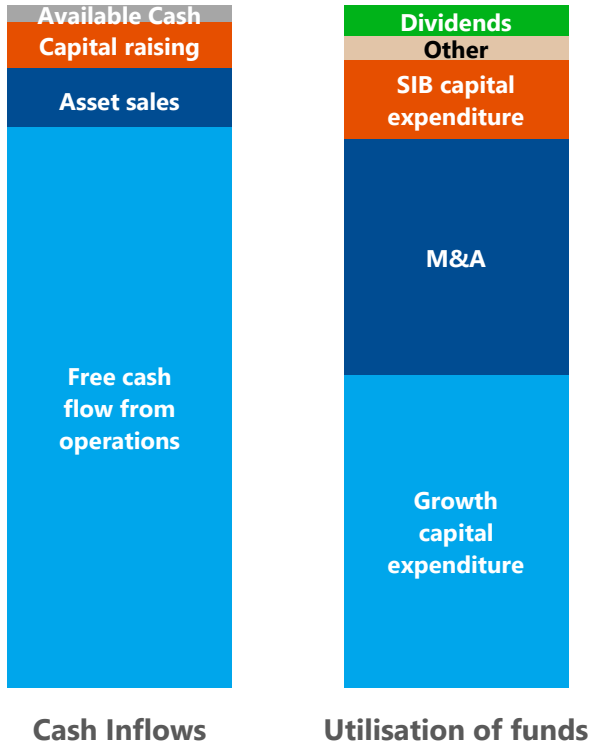 Available Cash
Capital raising
Asset sales
Free cash
flow from
operations
Cash Inflows
Dividends
Other
SIB capital
expenditure
M&A
Growth
capital
expenditure
Utilisation of funds